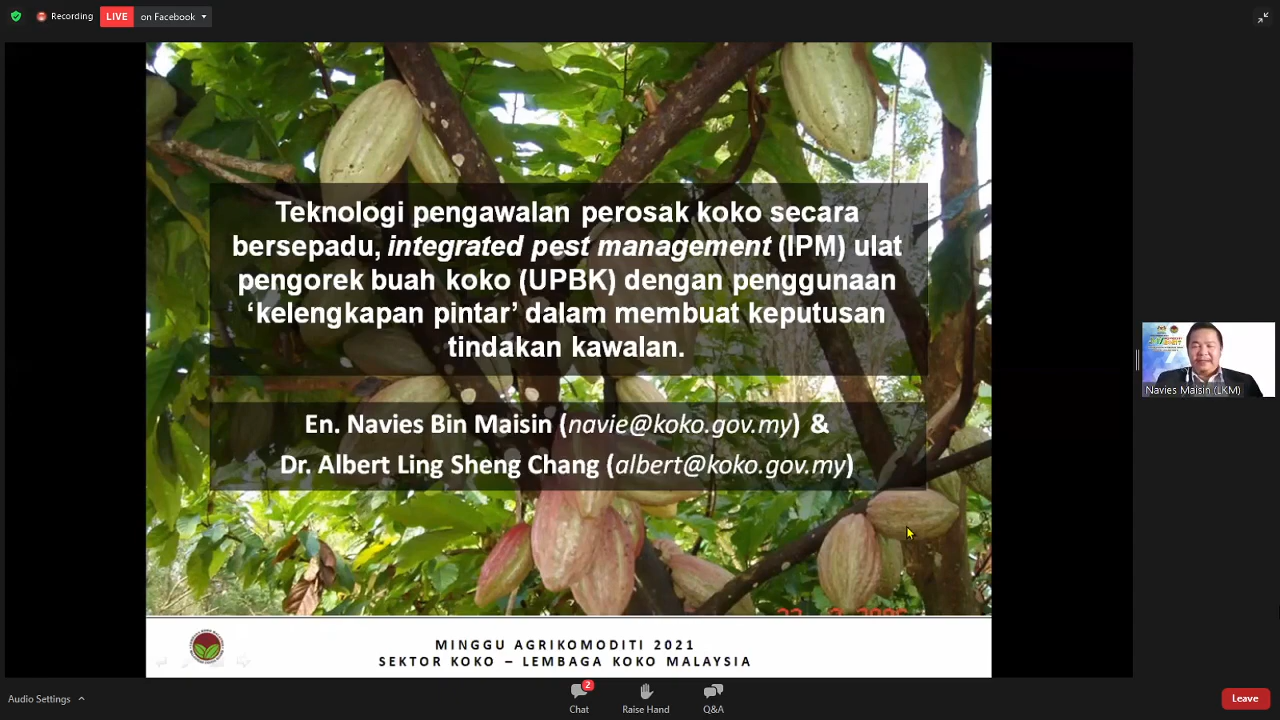 Recording
LIVE
on Facebook
Teknologi pengawalan perosak koko secara
bersepadu, integrated pest management (IPM) ulat
pengorek buah koko (UPBK) dengan penggunaan
‘kelengkapan pintar’ dalam membuat keputusan
tindakan kawalan.
En. Navies Bin Maisin (navie@koko.gov.my) &
Dr. Albert Ling Sheng Chang (albert@koko.gov.my)
MINGGU AGRIKOMODITI 2021
SEKTOR KOKO – LEMBAGA KOKO MALAYSIA
Navies Maisin (LKM)
Audio Settings
2
Chat
Raise Hand
Q&A
Leave